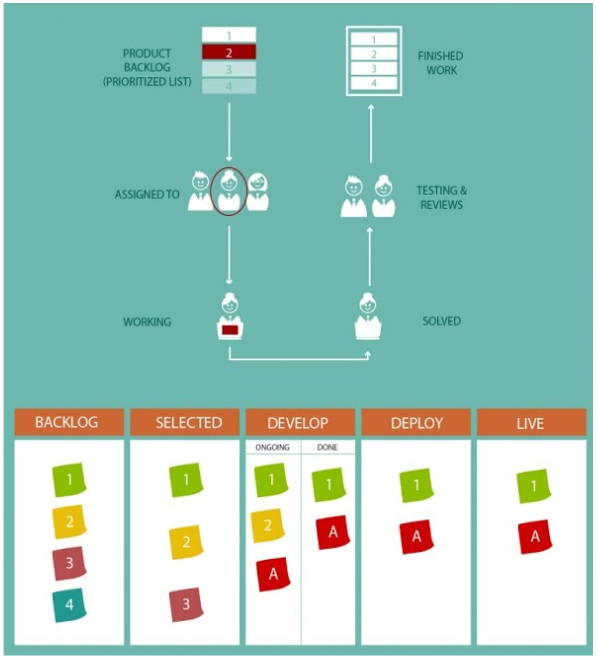 1
2
3
4
PRODUCT
BACKLOG
(PRIORITIZED LIST)
1
2
3
4
FINISHED
WORK
ASSIGNED TO
TESTING &
REVIEWS
WORKING
SOLVED
BACKLOG
SELECTED
DEVELOP
DEPLOY
LIVE
ONGOING
DONE
1
2
3
4
1
2
3
1
2
A
1
A
1
A
1
A